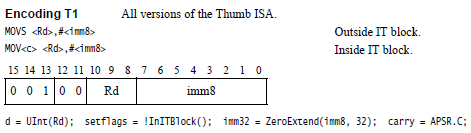 Encoding T1 All versions of the Thumb ISA.
MOVS <Rd>,#<imm8> Outside IT block.
MOV<c> <Rd>,#<imm8> Inside IT block.
15 14 13 12 11 10 9 8 7 6 5 4 3 2 1 0
0 0 1 0 0 Rd imm8
d = UInt(Rd); setflags = !InITBlock(); imm32 = ZeroExtend(imm8, 32); carry = APSR.C;